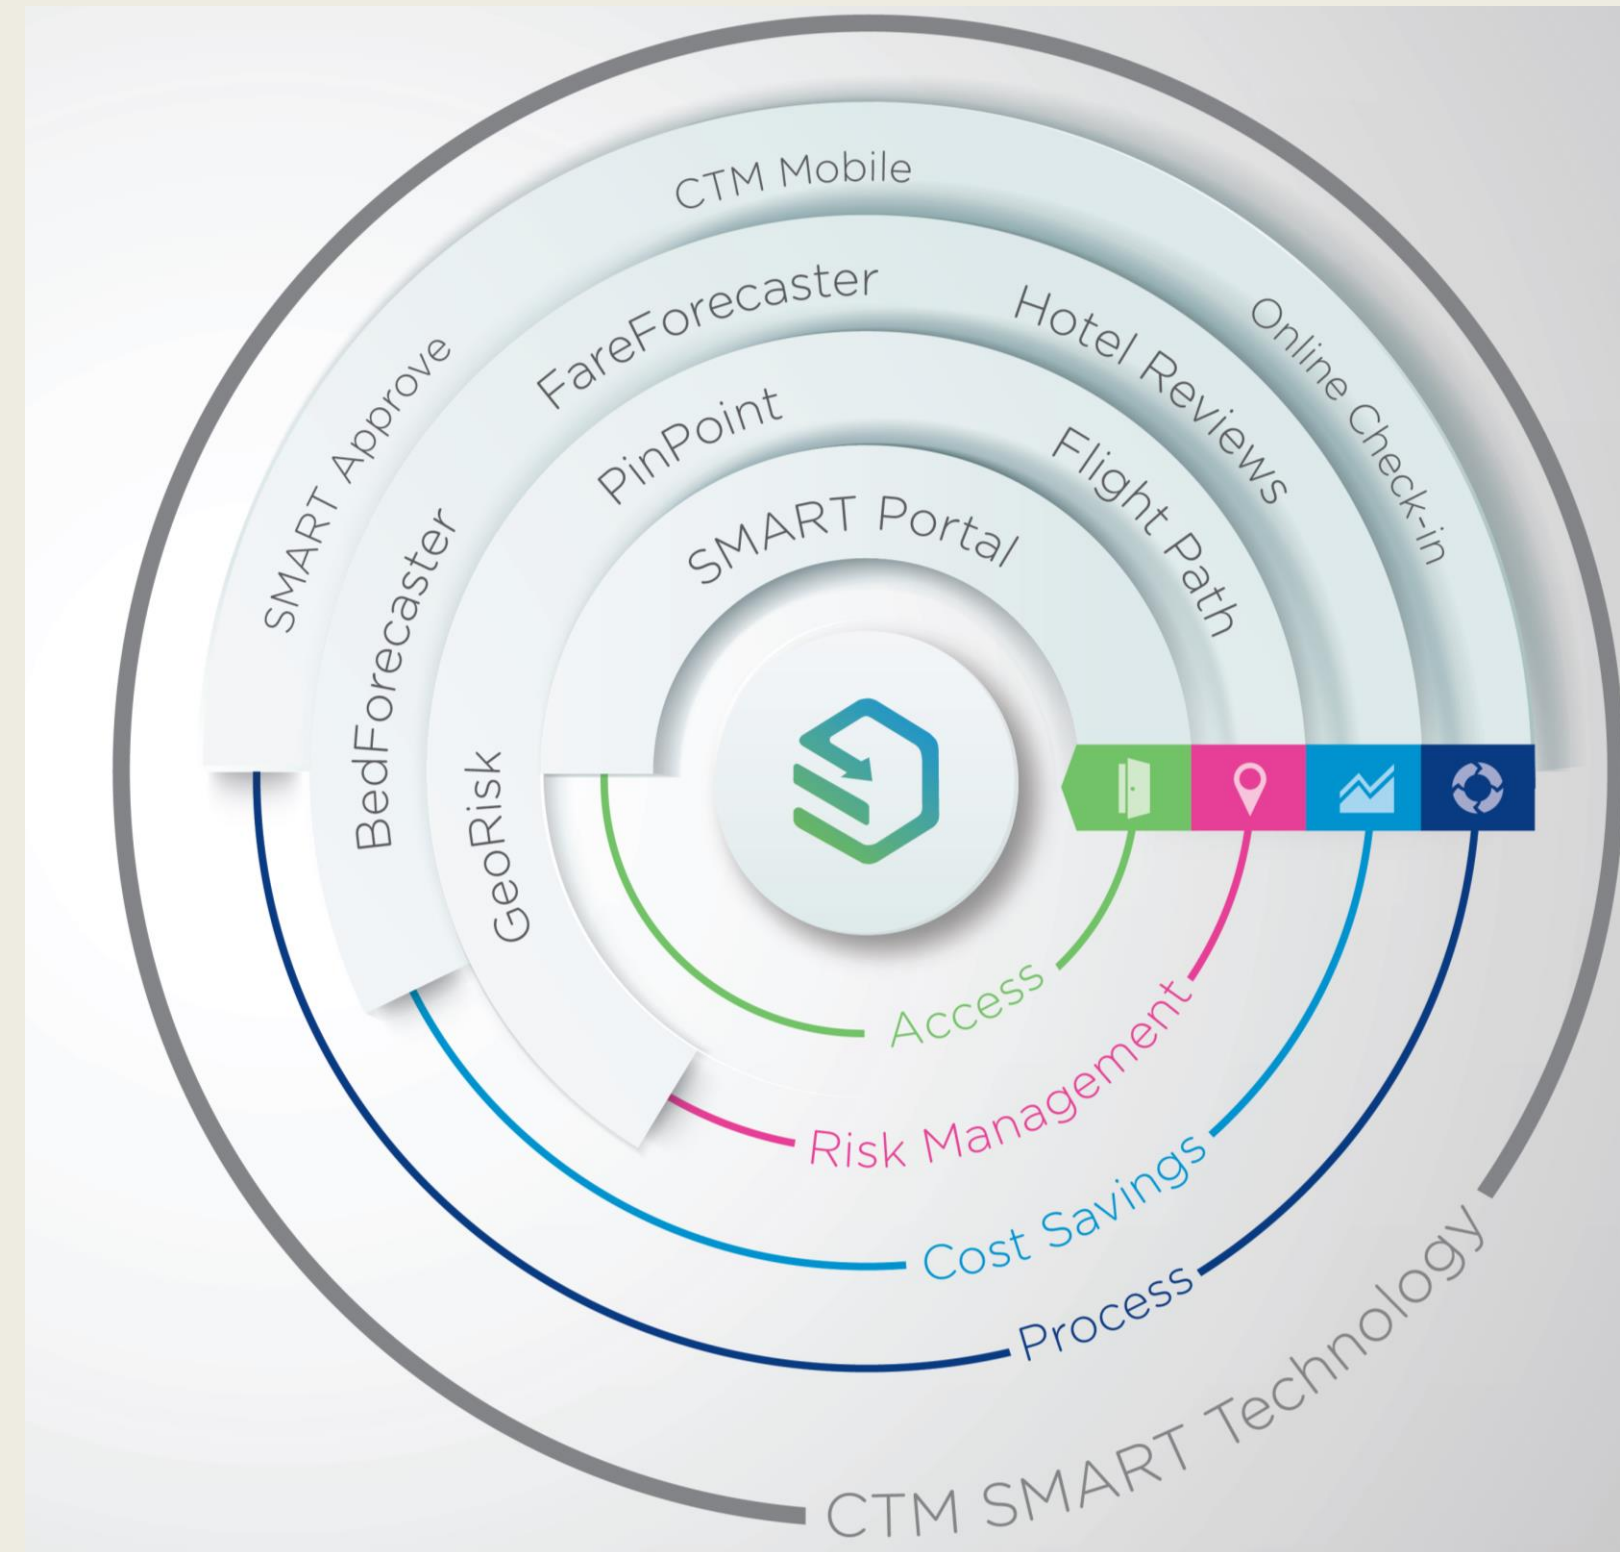 CTM Mobile
SMART Approve
Online Check-in
FareForecaster
Hotel Reviews
BedForecaster
PinPoint
Flight Path
GeoRisk
SMART Portal
Access
Risk Management
Cost Savings
Process
CTM SMART Technology